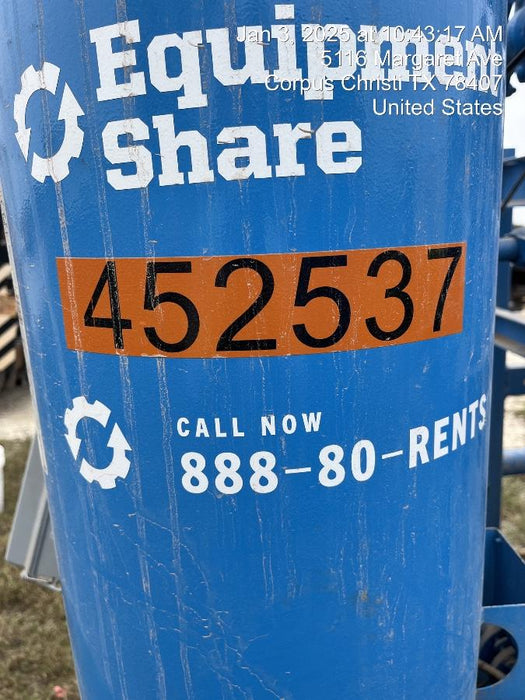 Jan 3, 2025 at 10:43:17 AM
5116 Margaret Ave
Corpus Christi TX 78407
United States
Equipmen
Share
452537
CALL NOW
888-80-RENTS